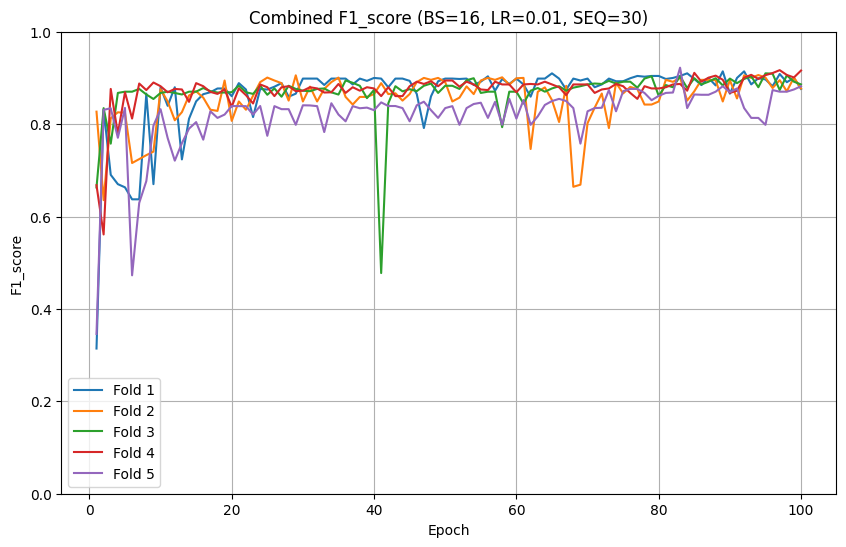 Combined F1_score (BS=16, LR=0.01, SEQ=30)
1.0
0.8
0.6
0.4
0.2
0.0
F1_score
Fold 1
Fold 2
Fold 3
Fold 4
Fold 5
0 20 40 60 80 100
Epoch